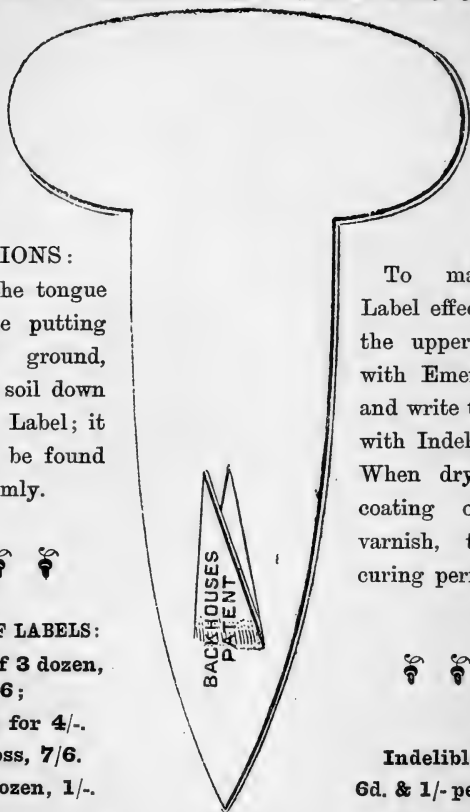 IONS:
he tongue
e putting
ground,
soil down
Label; it
be found
mly.
F LABELS:
f 3 dozen,
6;
for 4/-.
oss, 7/6.
ozen, 1/-.
BACKHOUSES
PATENT
To ma
Label effe
the upper
with Eme
and write t
with Indel
When dry
coating o
varnish, t
curing per
Indelibl
6d. & 1/- pe